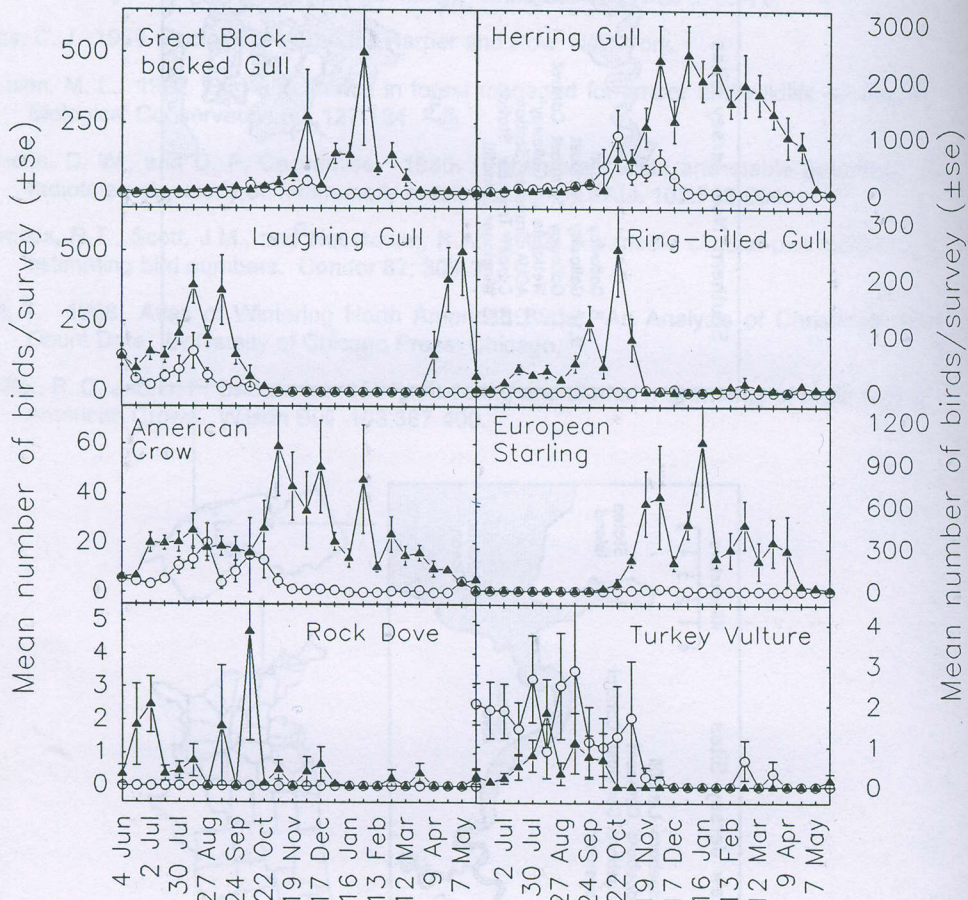 Great Black-
backed Gull
Herring Gull
500
250
0
3000
2000
1000
0
Laughing Gull
Ring-billed Gull
500
250
0
300
200
100
0
American
Crow
European
Starling
60
40
20
0
1200
900
600
300
0
Rock Dove
Turkey Vulture
5
4
3
2
1
0
4
3
2
1
0
Mean number of birds/survey (±se)
Mean number of birds/survey (±se)
4 Jun
2 Jul
30 Jul
Aug
24 Sep
22 Oct
19 Nov
17 Dec
16 Jan
13 Feb
12 Mar
9 Apr
7 May
2 Jul
30 Jul
27 Aug
24 Sep
22 Oct
19 Nov
17 Dec
16 Jan
13 Feb
12 Mar
9 Apr
7 May